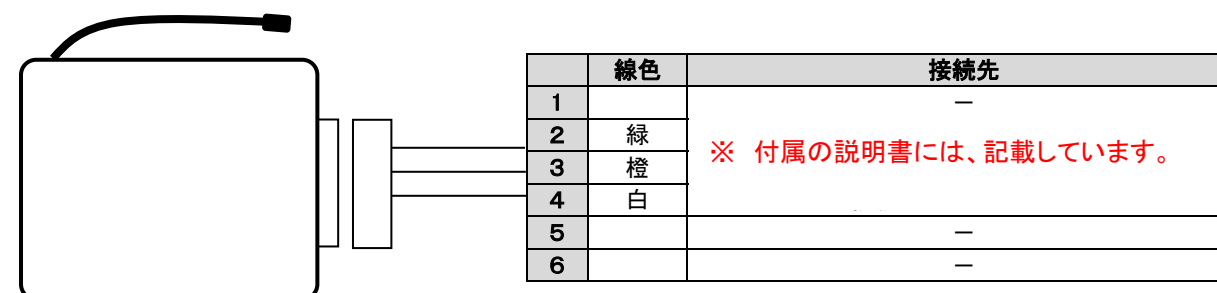 線色 接続先
1 －
2 緑
※ 付属の説明書には、記載しています。
3 橙
4 白
5 －
6 －